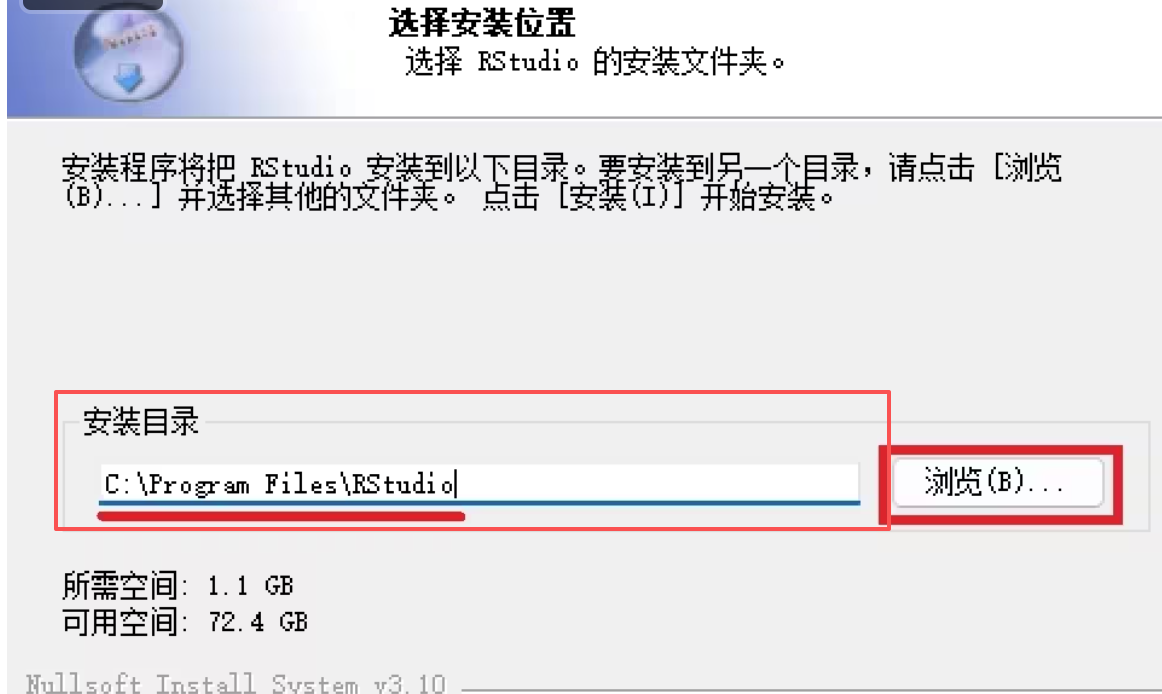 选择安装位置
选择 RStudio 的安装文件夹。
安装程序将把 RStudio 安装到以下目录。要安装到另一个目录，请点击 [浏览
(B)...] 并选择其他的文件夹。 点击 [安装(I)] 开始安装。
安装目录
C:\Program Files\RStudio
浏览(B)...
所需空间: 1.1 GB
可用空间: 72.4 GB
Nullsoft Install System v3.10